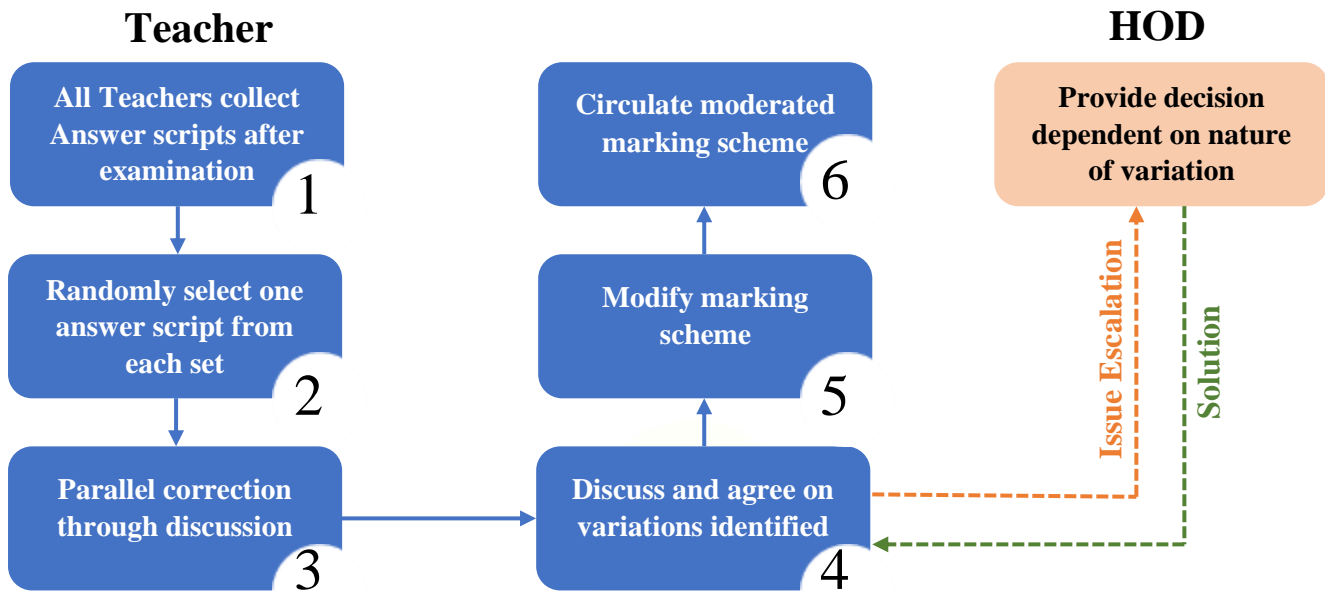 Teacher
HOD
All Teachers collect
Answer scripts after
examination
1
Randomly select one
answer script from
each set
2
Parallel correction
through discussion
3
Discuss and agree on
variations identified
4
Modify marking
scheme
5
Circulate moderated
marking scheme
6
Provide decision
dependent on nature
of variation
Issue Escalation
Solution